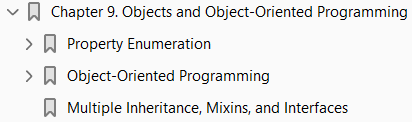 Chapter 9. Objects and Object-Oriented Programming
Property Enumeration
Object-Oriented Programming
Multiple Inheritance, Mixins, and Interfaces